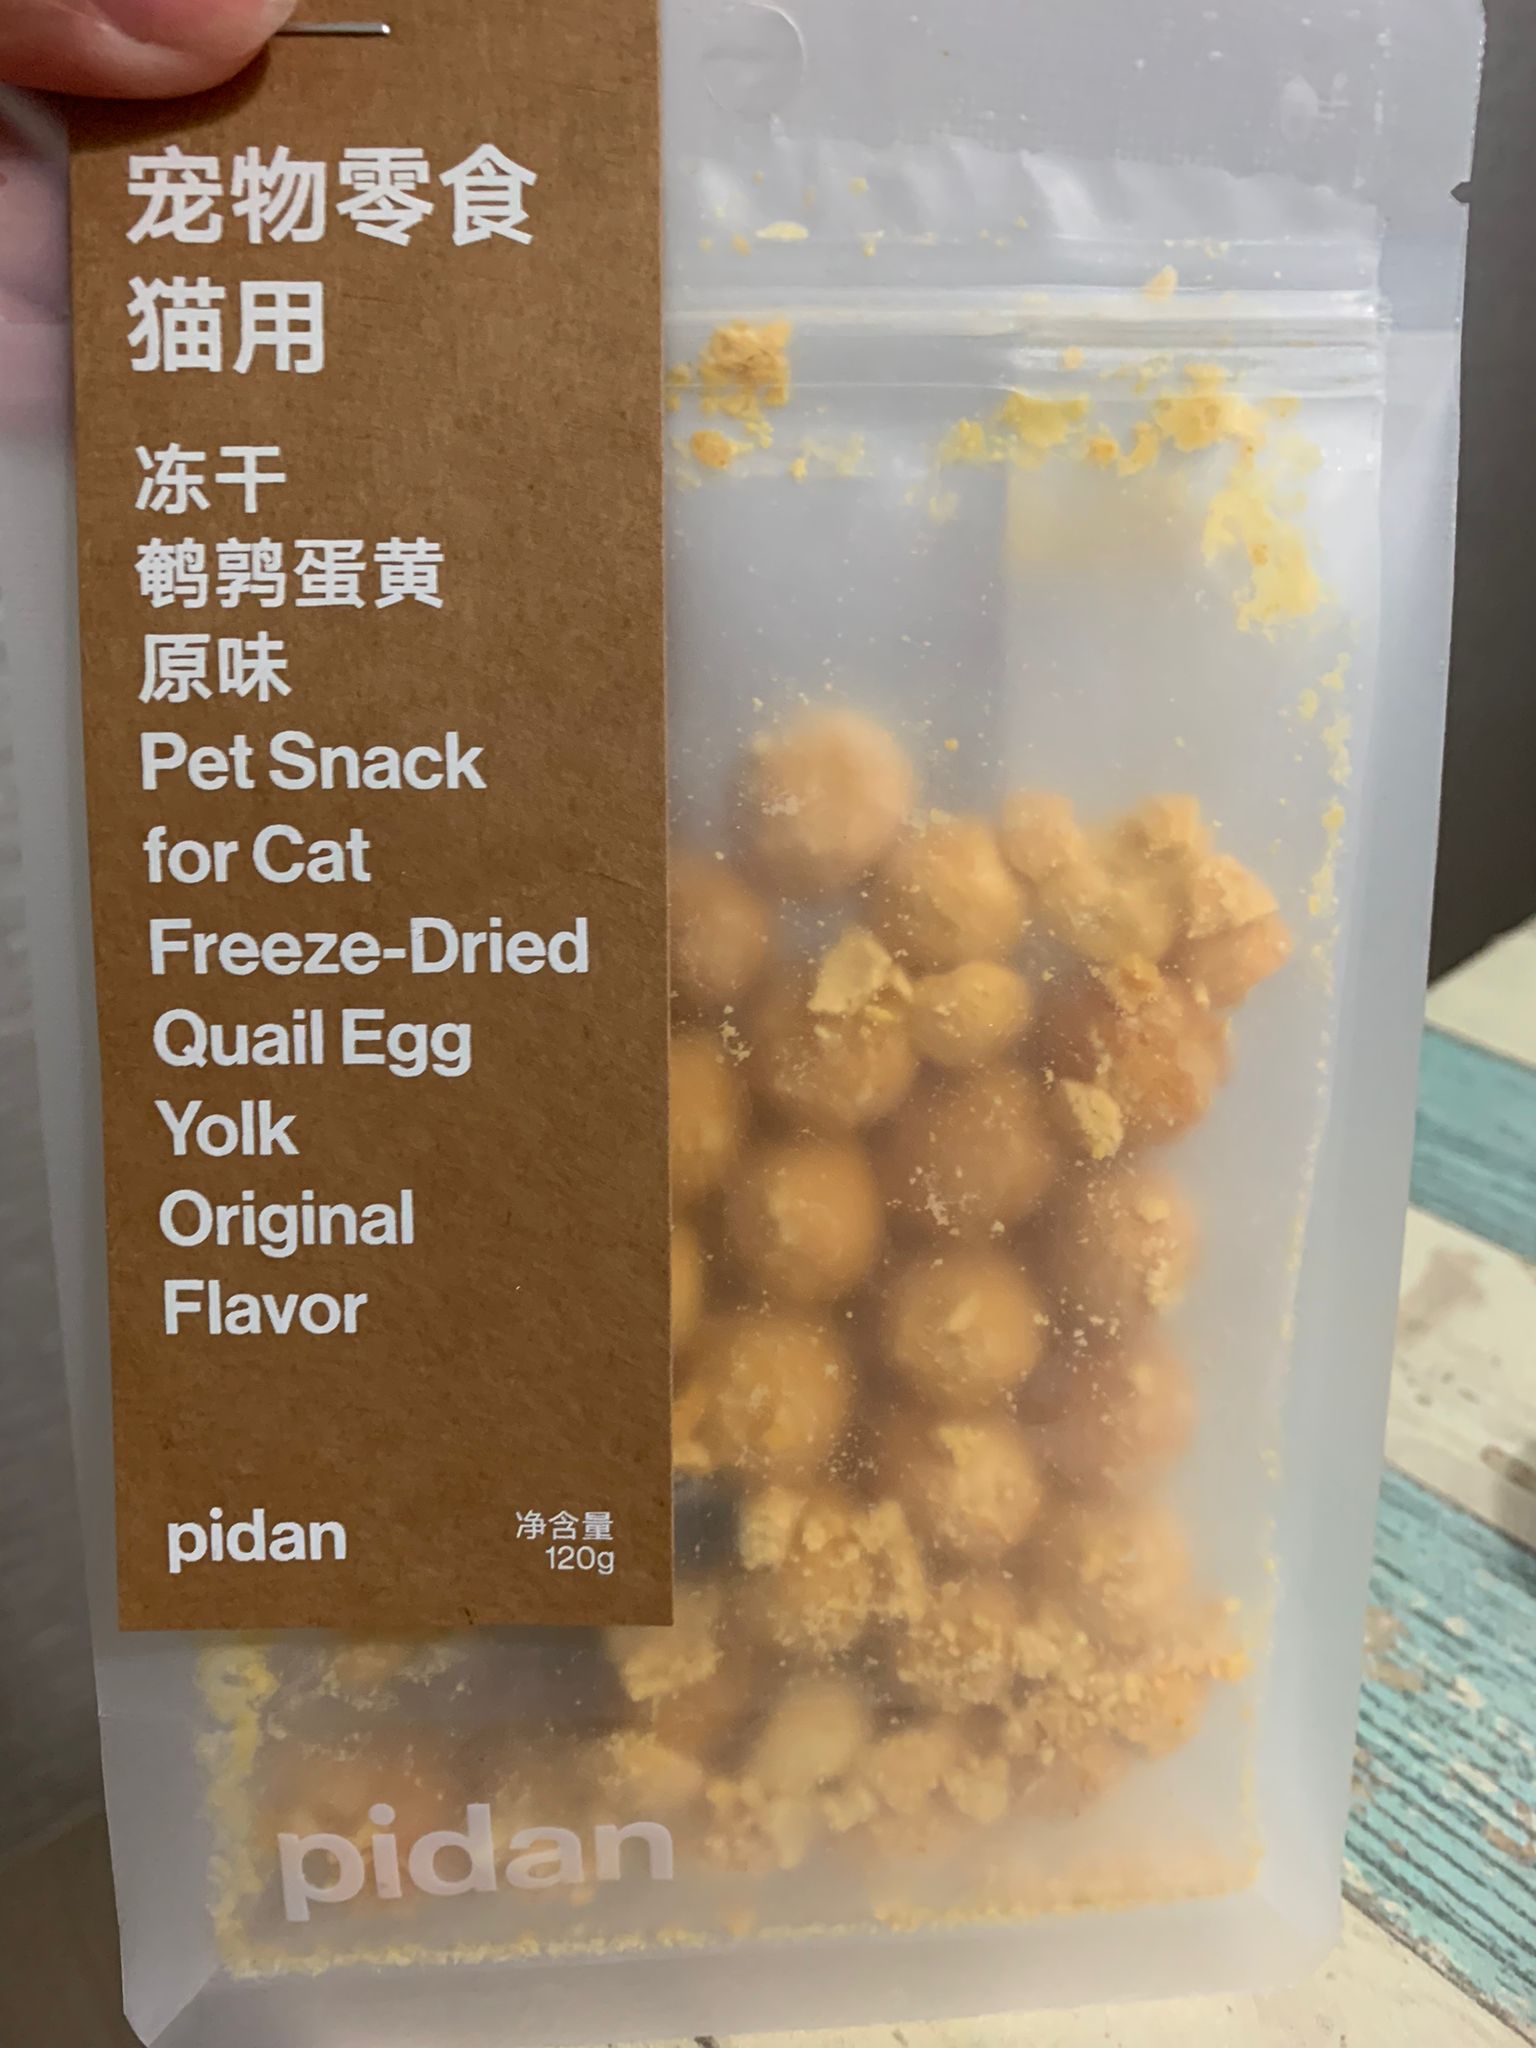 宠物零食
猫用
冻干
鹌鹑蛋黄
原味
Pet Snack
for Cat
Freeze-Dried
Quail Egg
Yolk
Original
Flavor
pidan
净含量
120g
pidan